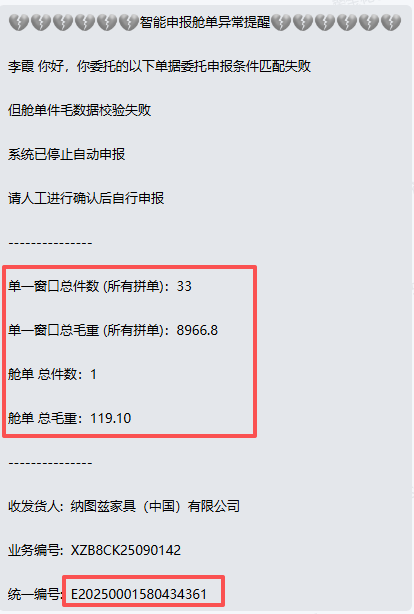 💔💔💔💔💔💔智能申报舱单异常提醒💔💔💔💔💔💔
李霞 你好，你委托的以下单据委托申报条件匹配失败
但舱单件毛数据校验失败
系统已停止自动申报
请人工进行确认后自行申报
---------------
单一窗口总件数 (所有拼单)：33
单一窗口总毛重 (所有拼单)：8966.8
舱单 总件数：1
舱单 总毛重：119.10
---------------
收发货人: 纳图兹家具（中国）有限公司
业务编号: XZB8CK25090142
统一编号: E20250001580434361